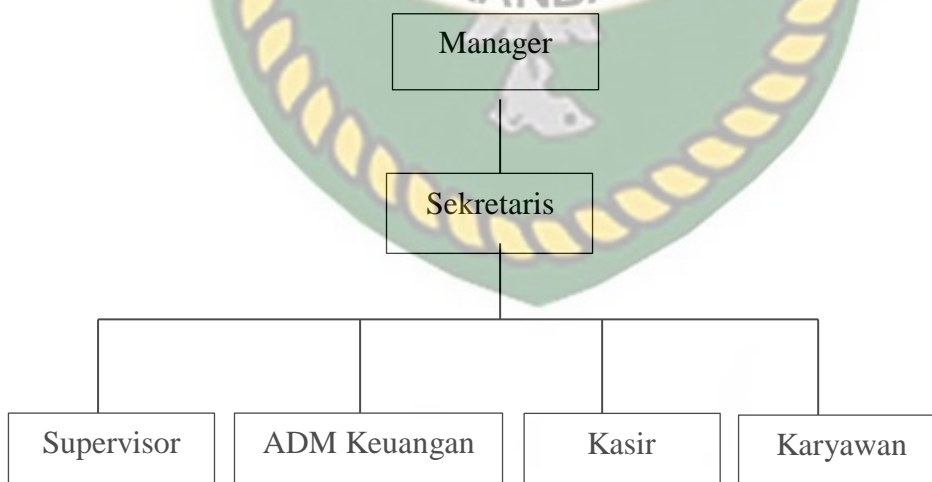 Manager
Sekretaris
Supervisor
ADM Keuangan
Kasir
Karyawan